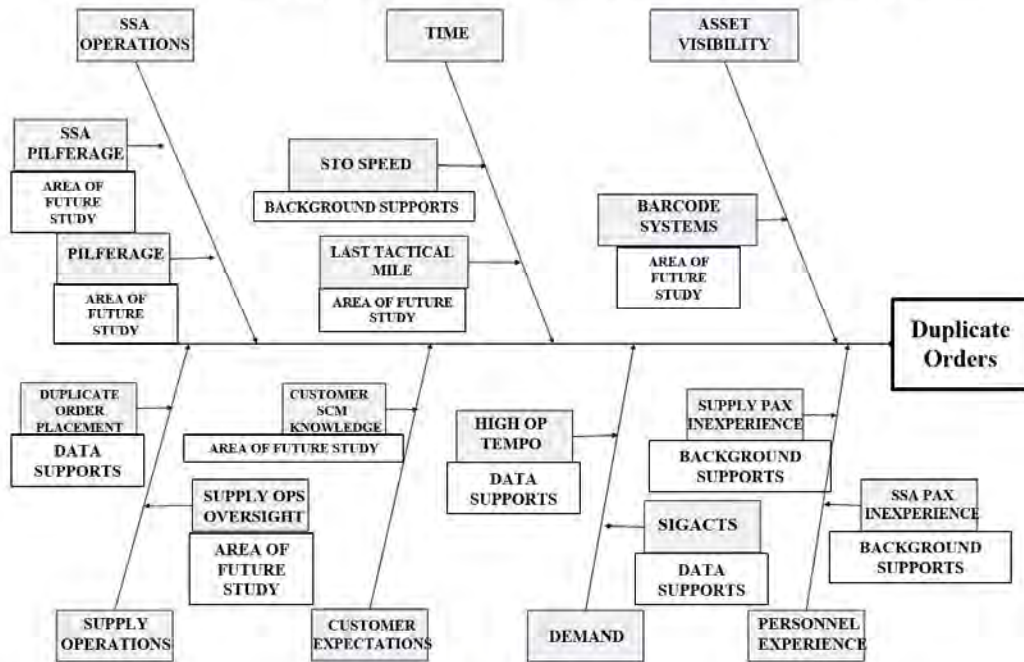 SSA
OPERATIONS
TIME
ASSET
VISIBILITY
SSA
PILFERAGE
AREA OF
FUTURE
STUDY
PILFERAGE
AREA OF
FUTURE
STUDY
STO SPEED
BACKGROUND SUPPORTS
LAST TACTICAL
MILE
AREA OF FUTURE
STUDY
BARCODE
SYSTEMS
AREA OF
FUTURE
STUDY
Duplicate
Orders
DUPLICATE
ORDER
PLACEMENT
DATA
SUPPORTS
SUPPLY OPS
OVERSIGHT
AREA OF
FUTURE
STUDY
CUSTOMER
SCM
KNOWLEDGE
AREA OF FUTURE STUDY
HIGH OP
TEMPO
DATA
SUPPORTS
SIGACTS
DATA
SUPPORTS
SUPPLY PAX
INEXPERIENCE
BACKGROUND
SUPPORTS
SSA PAX
INEXPERIENCE
BACKGROUND
SUPPORTS
SUPPLY
OPERATIONS
CUSTOMER
EXPECTATIONS
DEMAND
PERSONNEL
EXPERIENCE